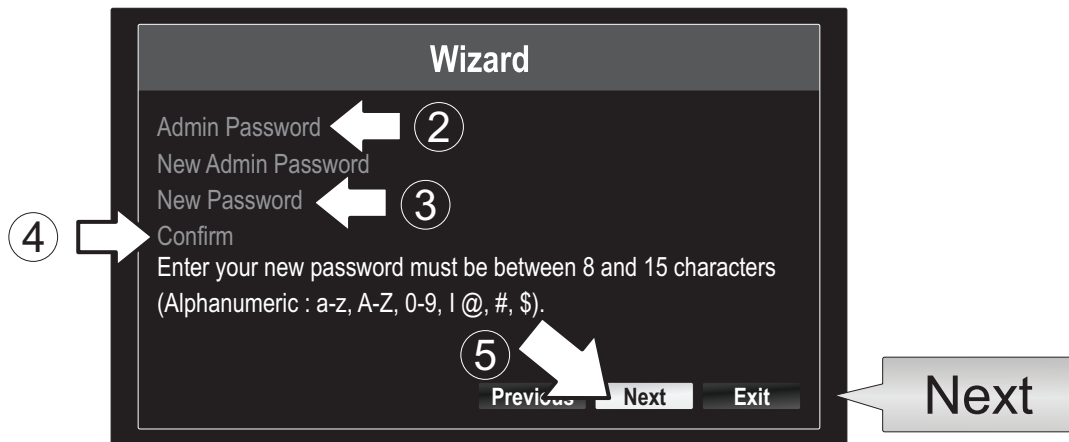 Wizard
Admin Password
②
New Admin Password
New Password
③
④
Confirm
Enter your new password must be between 8 and 15 characters
(Alphanumeric : a-z, A-Z, 0-9, I @, #, $).
⑤
Previous Next Exit
Next